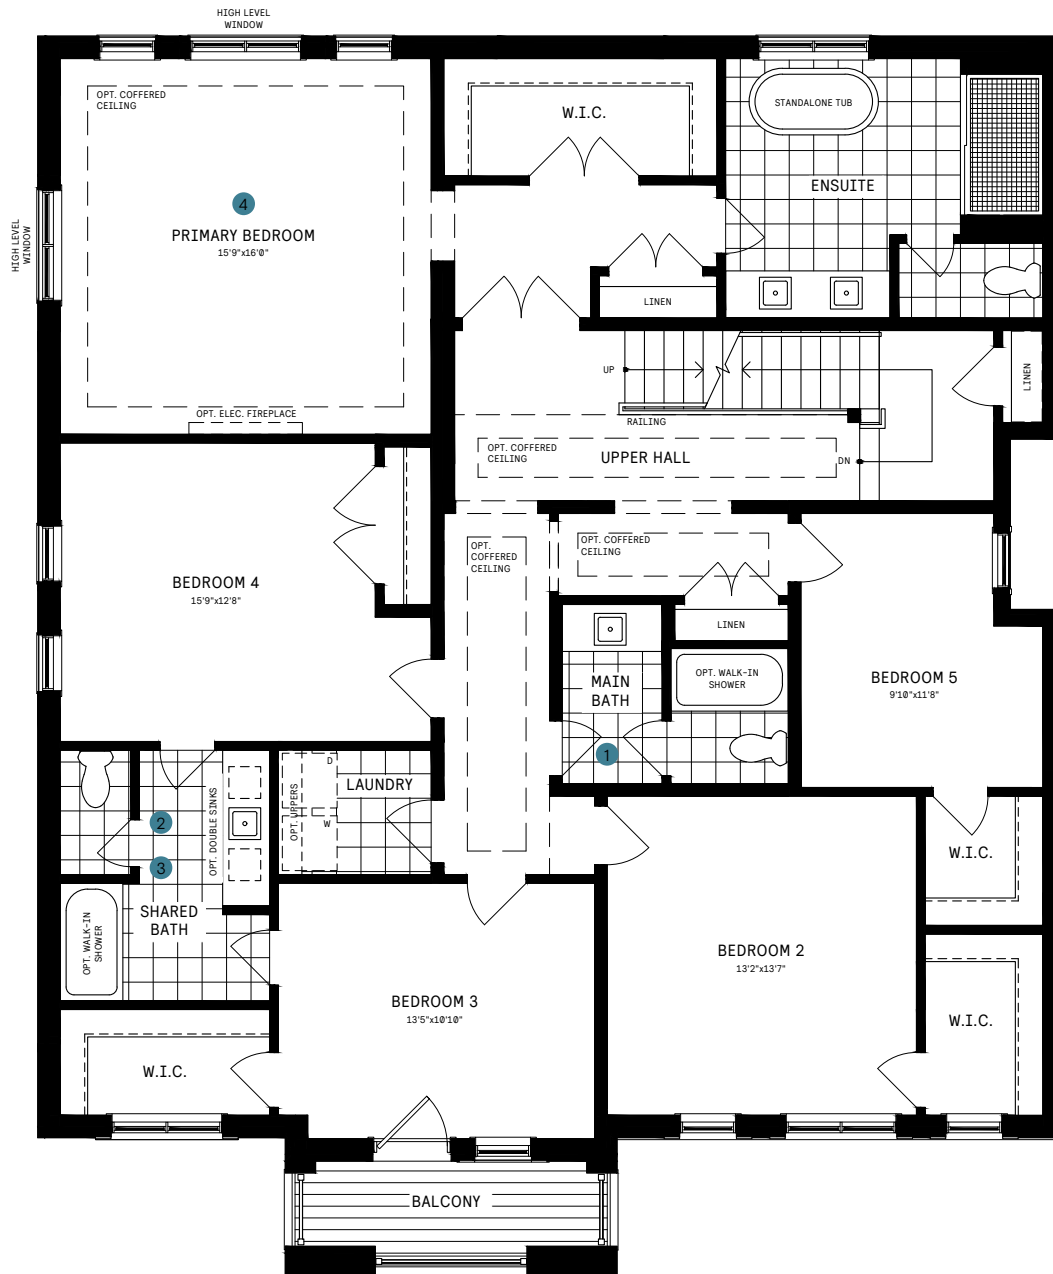 HIGH LEVEL
WINDOW
OPT. COFFERED
CEILING
W.I.C.
STANDALONE TUB
ENSUITE
4
PRIMARY BEDROOM
15'9"x16'0"
HIGH LEVEL
WINDOW
LINEN
UP
LINEN
OPT. ELEC. FIREPLACE
RAILING
OPT. COFFERED
CEILING
UPPER HALL
DN
OPT.
COFFERED
CEILING
OPT. COFFERED
CEILING
BEDROOM 4
15'9"x12'8"
LINEN
MAIN
BATH
OPT. WALK-IN
SHOWER
BEDROOM 5
9'10"x11'8"
1
D
LAUNDRY
OPT. UPPERS
W
OPT. DOUBLE SINKS
2
3
W.I.C.
SHARED
BATH
OPT. WALK-IN
SHOWER
BEDROOM 2
13'2"x13'7"
BEDROOM 3
13'5"x10'10"
W.I.C.
W.I.C.
BALCONY